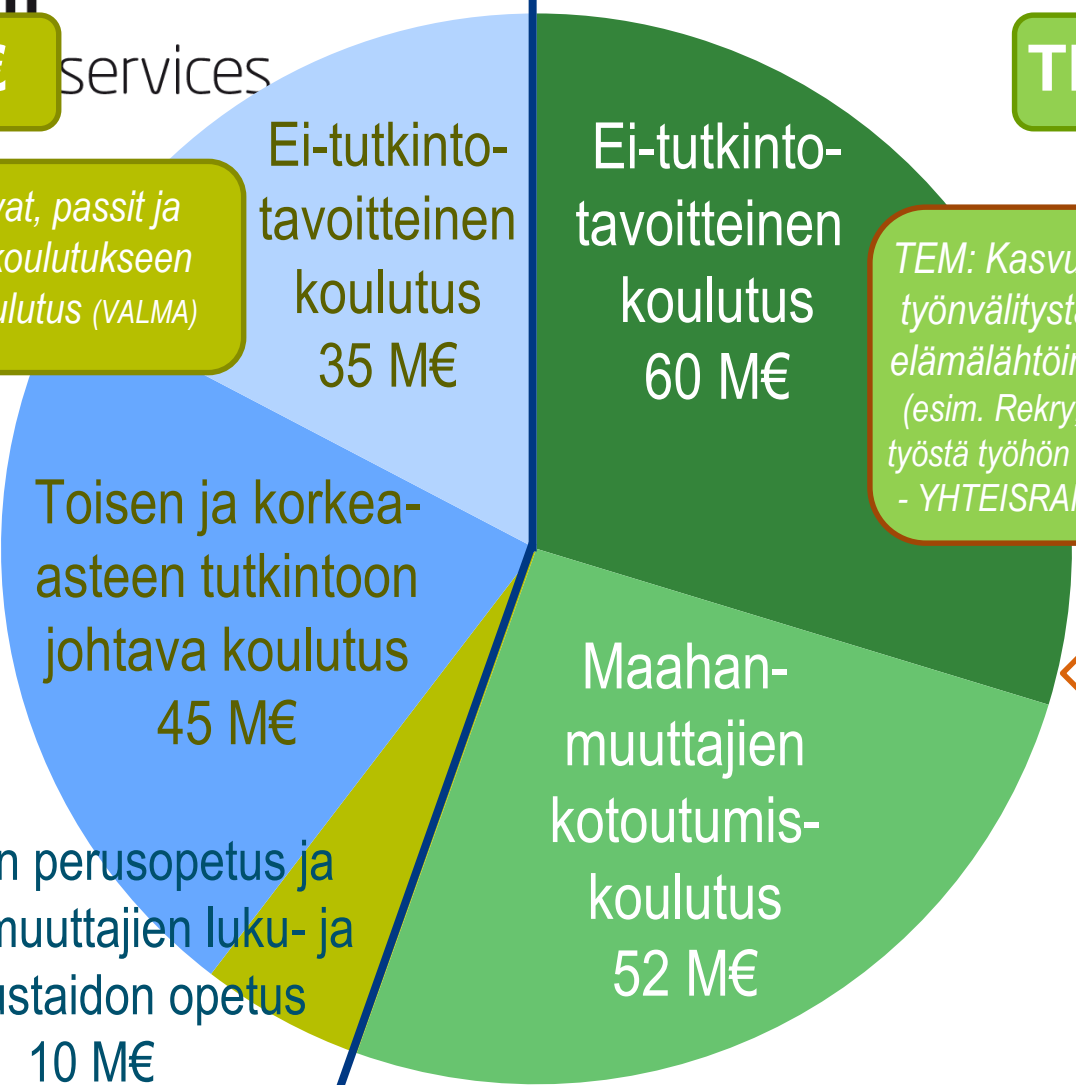 €
services
TE
vat, passit ja
koulutukseen
ulutus (VALMA)
Ei-tutkinto-
tavoitteinen
koulutus
35 M€
Ei-tutkinto-
tavoitteinen
koulutus
60 M€
TEM: Kasvu
työnvälitystä
elämälähtöin
(esim. Rekry
työstä työhön
- YHTEISRA
Toisen ja korkea-
asteen tutkintoon
johtava koulutus
45 M€
Maahan-
muuttajien
kotoutumis-
koulutus
52 M€
n perusopetus ja
muuttajien luku- ja
ustaidon opetus
10 M€